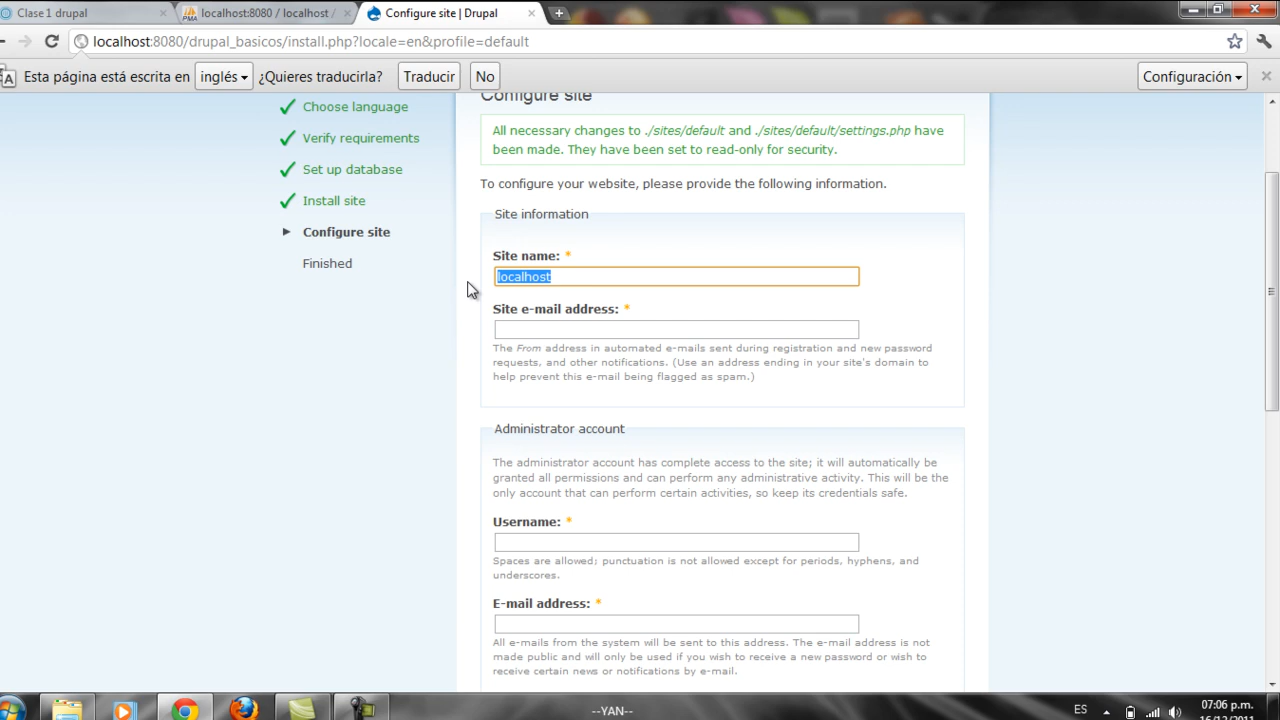 Clase 1 drupal
localhost:8080 / localhost /
Configure site | Drupal
localhost:8080/drupal_basicos/install.php?locale=en&profile=default
Esta página está escrita en inglés ¿Quieres traducirla? Traducir No Configuración
Choose language
Verify requirements
Set up database
Install site
Configure site
Finished
Configure site
All necessary changes to ./sites/default and ./sites/default/settings.php have
been made. They have been set to read-only for security.
To configure your website, please provide the following information.
Site information
Site name: *
localhost
Site e-mail address: *
The From address in automated e-mails sent during registration and new password
requests, and other notifications. (Use an address ending in your site's domain to
help prevent this e-mail being flagged as spam.)
Administrator account
The administrator account has complete access to the site; it will automatically be
granted all permissions and can perform any administrative activity. This will be the
only account that can perform certain activities, so keep its credentials safe.
Username: *
Spaces are allowed; punctuation is not allowed except for periods, hyphens, and
underscores.
E-mail address: *
All e-mails from the system will be sent to this address. The e-mail address is not
made public and will only be used if you wish to receive a new password or wish to
receive certain news or notifications by e-mail.
--YAN--
ES
07:06 p.m.
16/12/2011